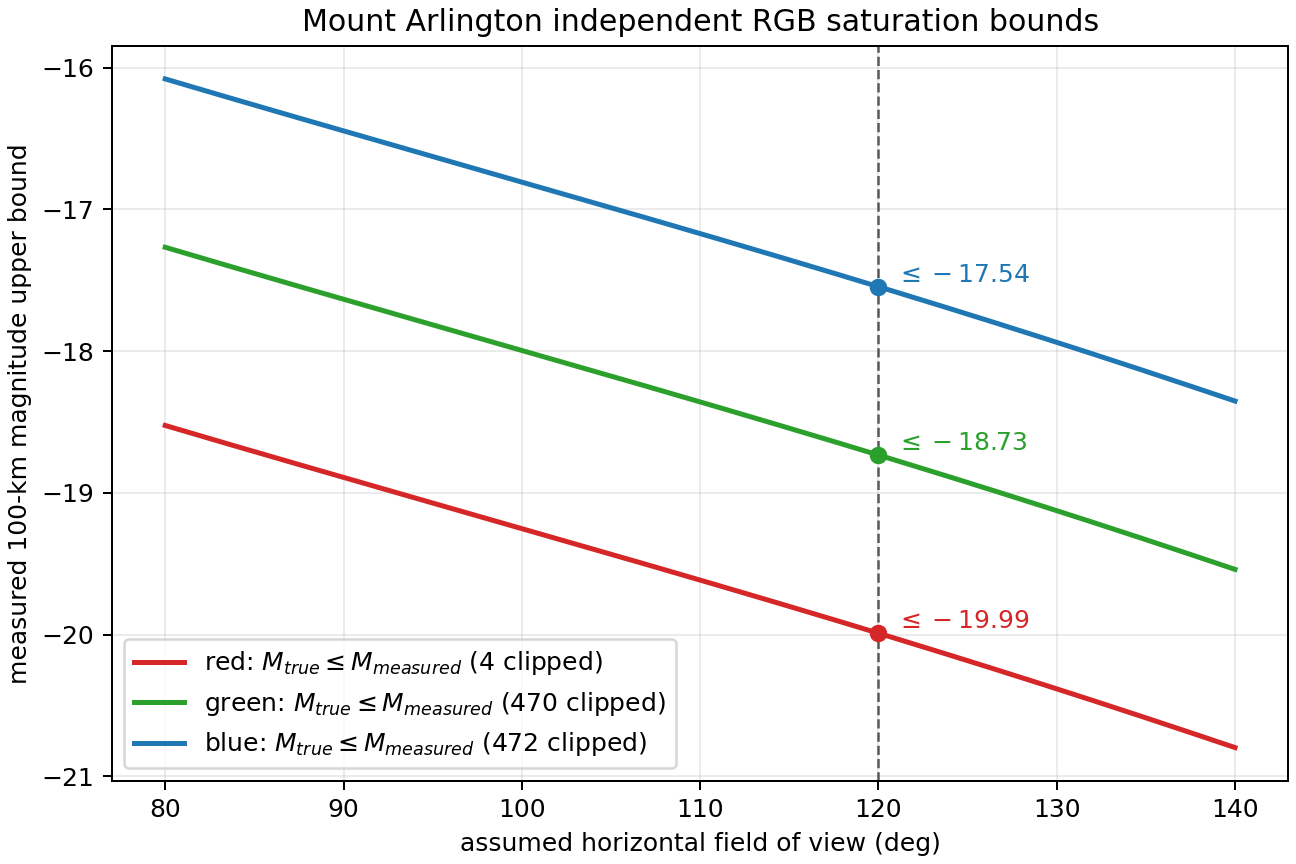 Mount Arlington independent RGB saturation bounds
measured 100-km magnitude upper bound
−16
−17
−18
−19
−20
−21
≤ −17.54
≤ −18.73
≤ −19.99
red: M_true ≤ M_measured (4 clipped)
green: M_true ≤ M_measured (470 clipped)
blue: M_true ≤ M_measured (472 clipped)
80 90 100 110 120 130 140
assumed horizontal field of view (deg)